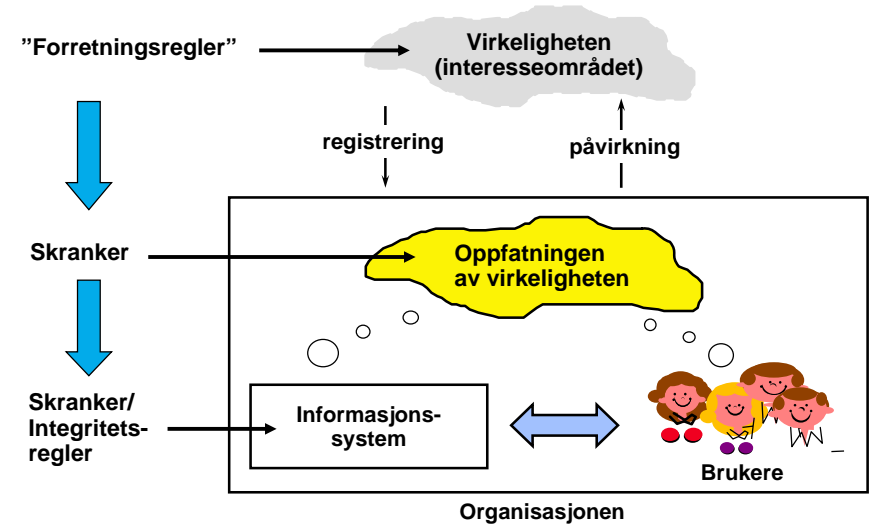 ”Forretningsregler”
Virkeligheten
(interesseområdet)
registrering
påvirkning
Skranker
Oppfatningen
av virkeligheten
Skranker/
Integritets-
regler
Informasjons-
system
Brukere
Organisasjonen